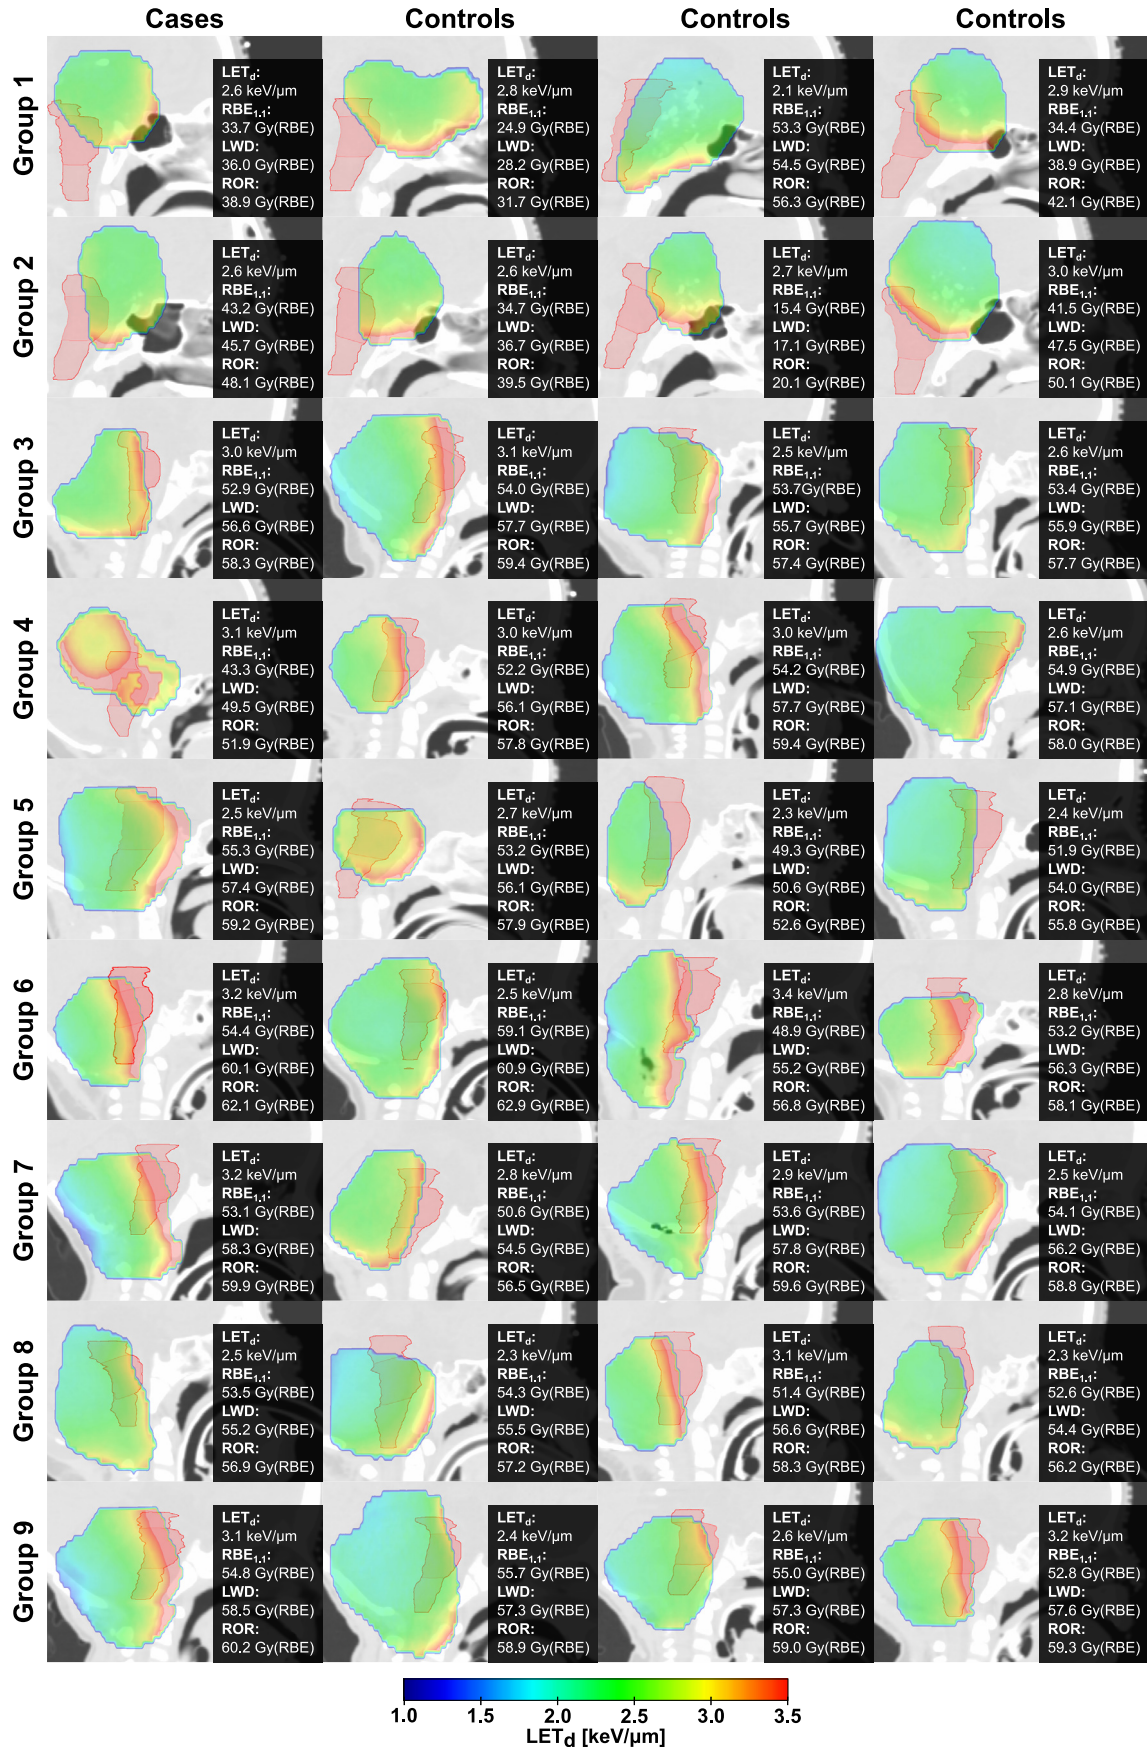 Cases Controls Controls Controls
Group 1
LETd:
2.6 keV/µm
RBE1.1:
33.7 Gy(RBE)
LWD:
36.0 Gy(RBE)
ROR:
38.9 Gy(RBE)
LETd:
2.8 keV/µm
RBE1.1:
24.9 Gy(RBE)
LWD:
28.2 Gy(RBE)
ROR:
31.7 Gy(RBE)
LETd:
2.1 keV/µm
RBE1.1:
53.3 Gy(RBE)
LWD:
54.5 Gy(RBE)
ROR:
56.3 Gy(RBE)
LETd:
2.9 keV/µm
RBE1.1:
34.4 Gy(RBE)
LWD:
38.9 Gy(RBE)
ROR:
42.1 Gy(RBE)
Group 2
LETd:
2.6 keV/µm
RBE1.1:
43.2 Gy(RBE)
LWD:
45.7 Gy(RBE)
ROR:
48.1 Gy(RBE)
LETd:
2.6 keV/µm
RBE1.1:
34.7 Gy(RBE)
LWD:
36.7 Gy(RBE)
ROR:
39.5 Gy(RBE)
LETd:
2.7 keV/µm
RBE1.1:
15.4 Gy(RBE)
LWD:
17.1 Gy(RBE)
ROR:
20.1 Gy(RBE)
LETd:
3.0 keV/µm
RBE1.1:
41.5 Gy(RBE)
LWD:
47.5 Gy(RBE)
ROR:
50.1 Gy(RBE)
Group 3
LETd:
3.0 keV/µm
RBE1.1:
52.9 Gy(RBE)
LWD:
56.6 Gy(RBE)
ROR:
58.3 Gy(RBE)
LETd:
3.1 keV/µm
RBE1.1:
54.0 Gy(RBE)
LWD:
57.7 Gy(RBE)
ROR:
59.4 Gy(RBE)
LETd:
2.5 keV/µm
RBE1.1:
53.7Gy(RBE)
LWD:
55.7 Gy(RBE)
ROR:
57.4 Gy(RBE)
LETd:
2.6 keV/µm
RBE1.1:
53.4 Gy(RBE)
LWD:
55.9 Gy(RBE)
ROR:
57.7 Gy(RBE)
Group 4
LETd:
3.1 keV/µm
RBE1.1:
43.3 Gy(RBE)
LWD:
49.5 Gy(RBE)
ROR:
51.9 Gy(RBE)
LETd:
3.0 keV/µm
RBE1.1:
52.2 Gy(RBE)
LWD:
56.1 Gy(RBE)
ROR:
57.8 Gy(RBE)
LETd:
3.0 keV/µm
RBE1.1:
54.2 Gy(RBE)
LWD:
57.7 Gy(RBE)
ROR:
59.4 Gy(RBE)
LETd:
2.6 keV/µm
RBE1.1:
54.9 Gy(RBE)
LWD:
57.1 Gy(RBE)
ROR:
58.0 Gy(RBE)
Group 5
LETd:
2.5 keV/µm
RBE1.1:
55.3 Gy(RBE)
LWD:
57.4 Gy(RBE)
ROR:
59.2 Gy(RBE)
LETd:
2.7 keV/µm
RBE1.1:
53.2 Gy(RBE)
LWD:
56.1 Gy(RBE)
ROR:
57.9 Gy(RBE)
LETd:
2.3 keV/µm
RBE1.1:
49.3 Gy(RBE)
LWD:
50.6 Gy(RBE)
ROR:
52.6 Gy(RBE)
LETd:
2.4 keV/µm
RBE1.1:
51.9 Gy(RBE)
LWD:
54.0 Gy(RBE)
ROR:
55.8 Gy(RBE)
Group 6
LETd:
3.2 keV/µm
RBE1.1:
54.4 Gy(RBE)
LWD:
60.1 Gy(RBE)
ROR:
62.1 Gy(RBE)
LETd:
2.5 keV/µm
RBE1.1:
59.1 Gy(RBE)
LWD:
60.9 Gy(RBE)
ROR:
62.9 Gy(RBE)
LETd:
3.4 keV/µm
RBE1.1:
48.9 Gy(RBE)
LWD:
55.2 Gy(RBE)
ROR:
56.8 Gy(RBE)
LETd:
2.8 keV/µm
RBE1.1:
53.2 Gy(RBE)
LWD:
56.3 Gy(RBE)
ROR:
58.1 Gy(RBE)
Group 7
LETd:
3.2 keV/µm
RBE1.1:
53.1 Gy(RBE)
LWD:
58.3 Gy(RBE)
ROR:
59.9 Gy(RBE)
LETd:
2.8 keV/µm
RBE1.1:
50.6 Gy(RBE)
LWD:
54.5 Gy(RBE)
ROR:
56.5 Gy(RBE)
LETd:
2.9 keV/µm
RBE1.1:
53.6 Gy(RBE)
LWD:
57.8 Gy(RBE)
ROR:
59.6 Gy(RBE)
LETd:
2.5 keV/µm
RBE1.1:
54.1 Gy(RBE)
LWD:
56.2 Gy(RBE)
ROR:
58.8 Gy(RBE)
Group 8
LETd:
2.5 keV/µm
RBE1.1:
53.5 Gy(RBE)
LWD:
55.2 Gy(RBE)
ROR:
56.9 Gy(RBE)
LETd:
2.3 keV/µm
RBE1.1:
54.3 Gy(RBE)
LWD:
55.5 Gy(RBE)
ROR:
57.2 Gy(RBE)
LETd:
3.1 keV/µm
RBE1.1:
51.4 Gy(RBE)
LWD:
56.6 Gy(RBE)
ROR:
58.3 Gy(RBE)
LETd:
2.3 keV/µm
RBE1.1:
52.6 Gy(RBE)
LWD:
54.4 Gy(RBE)
ROR:
56.2 Gy(RBE)
Group 9
LETd:
3.1 keV/µm
RBE1.1:
54.8 Gy(RBE)
LWD:
58.5 Gy(RBE)
ROR:
60.2 Gy(RBE)
LETd:
2.4 keV/µm
RBE1.1:
55.7 Gy(RBE)
LWD:
57.3 Gy(RBE)
ROR:
58.9 Gy(RBE)
LETd:
2.6 keV/µm
RBE1.1:
55.0 Gy(RBE)
LWD:
57.3 Gy(RBE)
ROR:
59.0 Gy(RBE)
LETd:
3.2 keV/µm
RBE1.1:
52.8 Gy(RBE)
LWD:
57.6 Gy(RBE)
ROR:
59.3 Gy(RBE)
1.0 1.5 2.0 2.5 3.0 3.5
LETd [keV/µm]